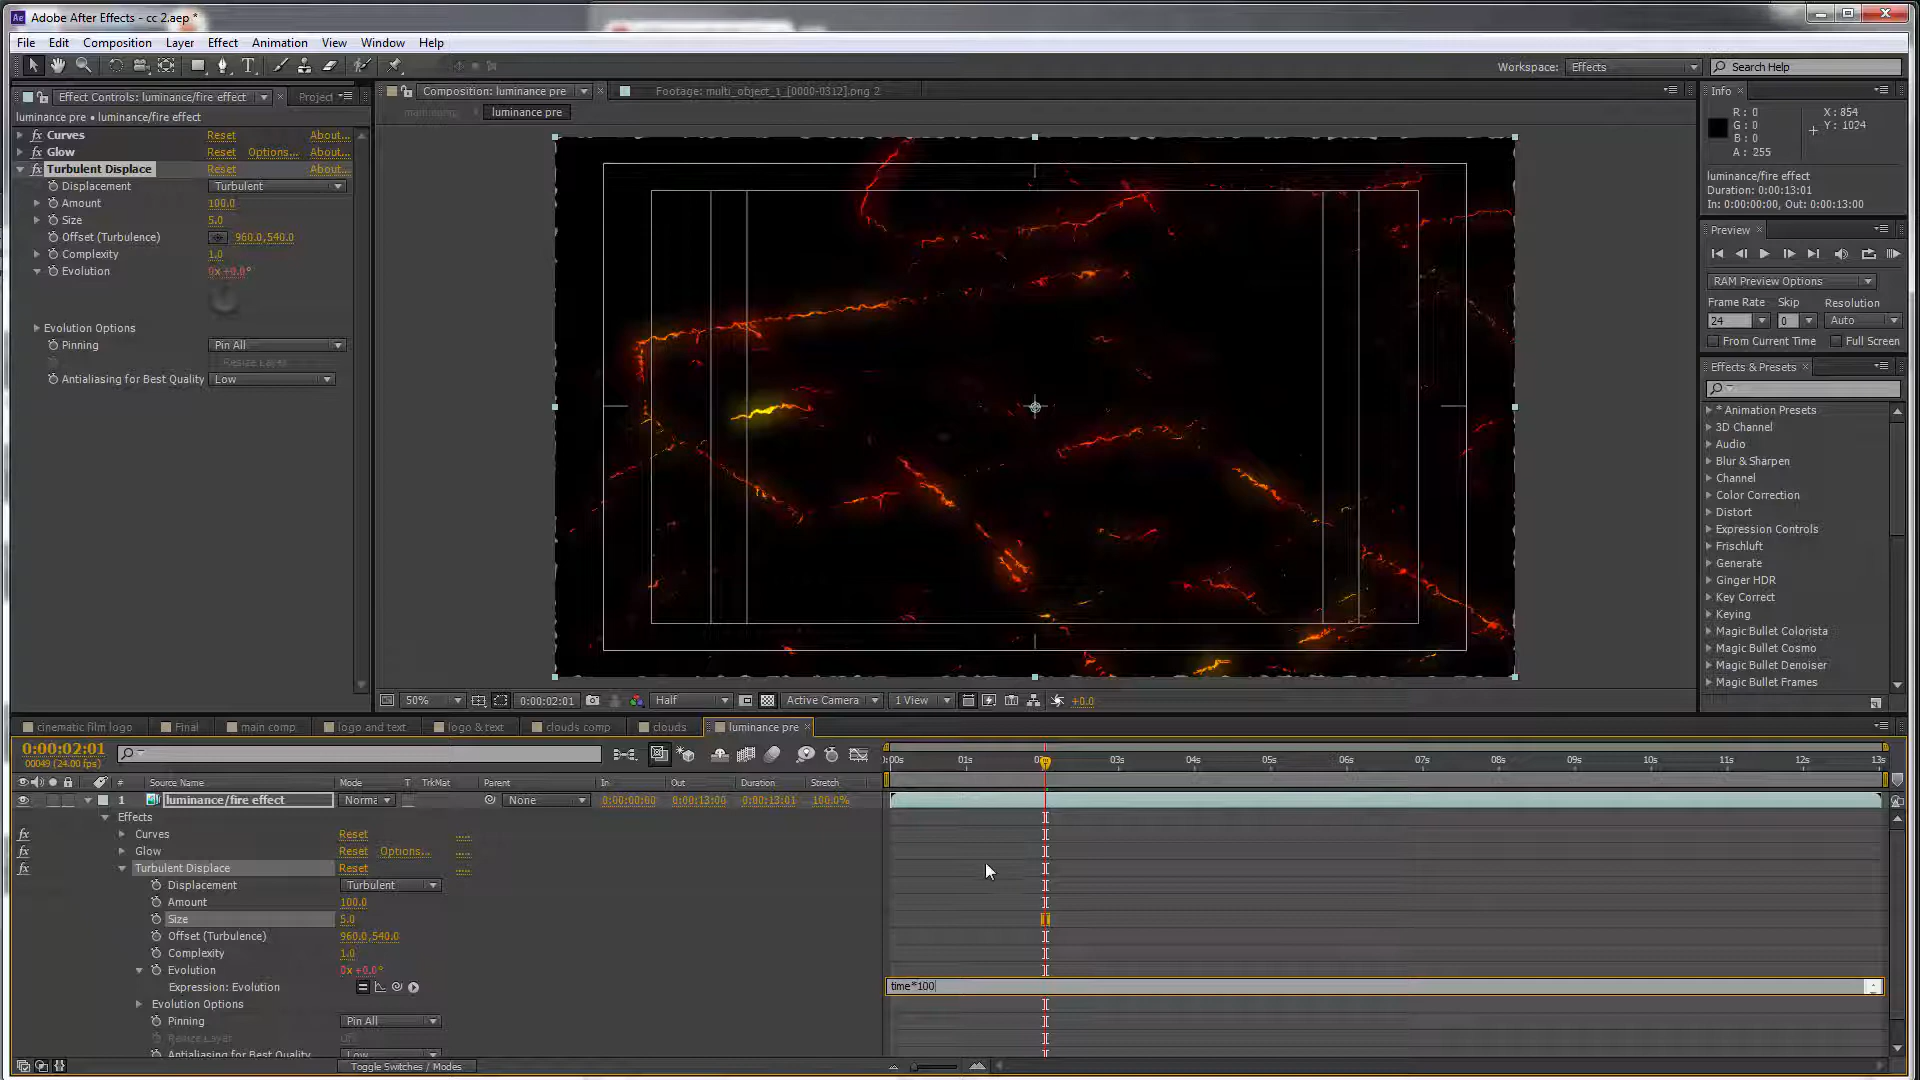 Adobe After Effects - cc 2.aep *
File Edit Composition Layer Effect Animation View Window Help
Workspace: Effects Search Help
Effect Controls: luminance/fire effect Project
luminance pre • luminance/fire effect
fx Curves Reset About...
fx Glow Reset Options... About...
fx Turbulent Displace Reset About...
Displacement Turbulent
Amount 100.0
Size 5.0
Offset (Turbulence) 960.0,540.0
Complexity 1.0
Evolution 0x +0.0°
Evolution Options
Pinning Pin All
Resize Layer
Antialiasing for Best Quality Low
Composition: luminance pre Footage: multi_object_1_[0000-0312].png 2
luminance pre
50% 0:00:02:01 Half Active Camera 1 View +0.0
Info
R: 0 X: 854
G: 0 Y: 1024
B: 0
A: 255
luminance/fire effect
Duration: 0:00:13:01
In: 0:00:00:00, Out: 0:00:13:00
Preview
RAM Preview Options
Frame Rate Skip Resolution
24 0 Auto
From Current Time Full Screen
Effects & Presets
* Animation Presets
3D Channel
Audio
Blur & Sharpen
Channel
Color Correction
Distort
Expression Controls
Frischluft
Generate
Ginger HDR
Key Correct
Keying
Magic Bullet Colorista
Magic Bullet Cosmo
Magic Bullet Denoiser
Magic Bullet Frames
cinematic film logo Final main comp logo and text logo & text clouds comp clouds luminance pre
0:00:02:01
00049 (24.00 fps)
:00s 01s 03s 04s 05s 06s 07s 08s 09s 10s 11s 12s 13s
# Source Name Mode T TrkMat Parent In Out Duration Stretch
1 luminance/fire effect Norma None 0:00:00:00 0:00:13:00 0:00:13:01 100.0%
Effects
fx Curves Reset .....
fx Glow Reset Options... .....
fx Turbulent Displace Reset .....
Displacement Turbulent
Amount 100.0
Size 5.0
Offset (Turbulence) 960.0,540.0
Complexity 1.0
Evolution 0x +0.0°
Expression: Evolution time*100
Evolution Options
Pinning Pin All
Resize Layer
Antialiasing for Best Quality Low
Toggle Switches / Modes